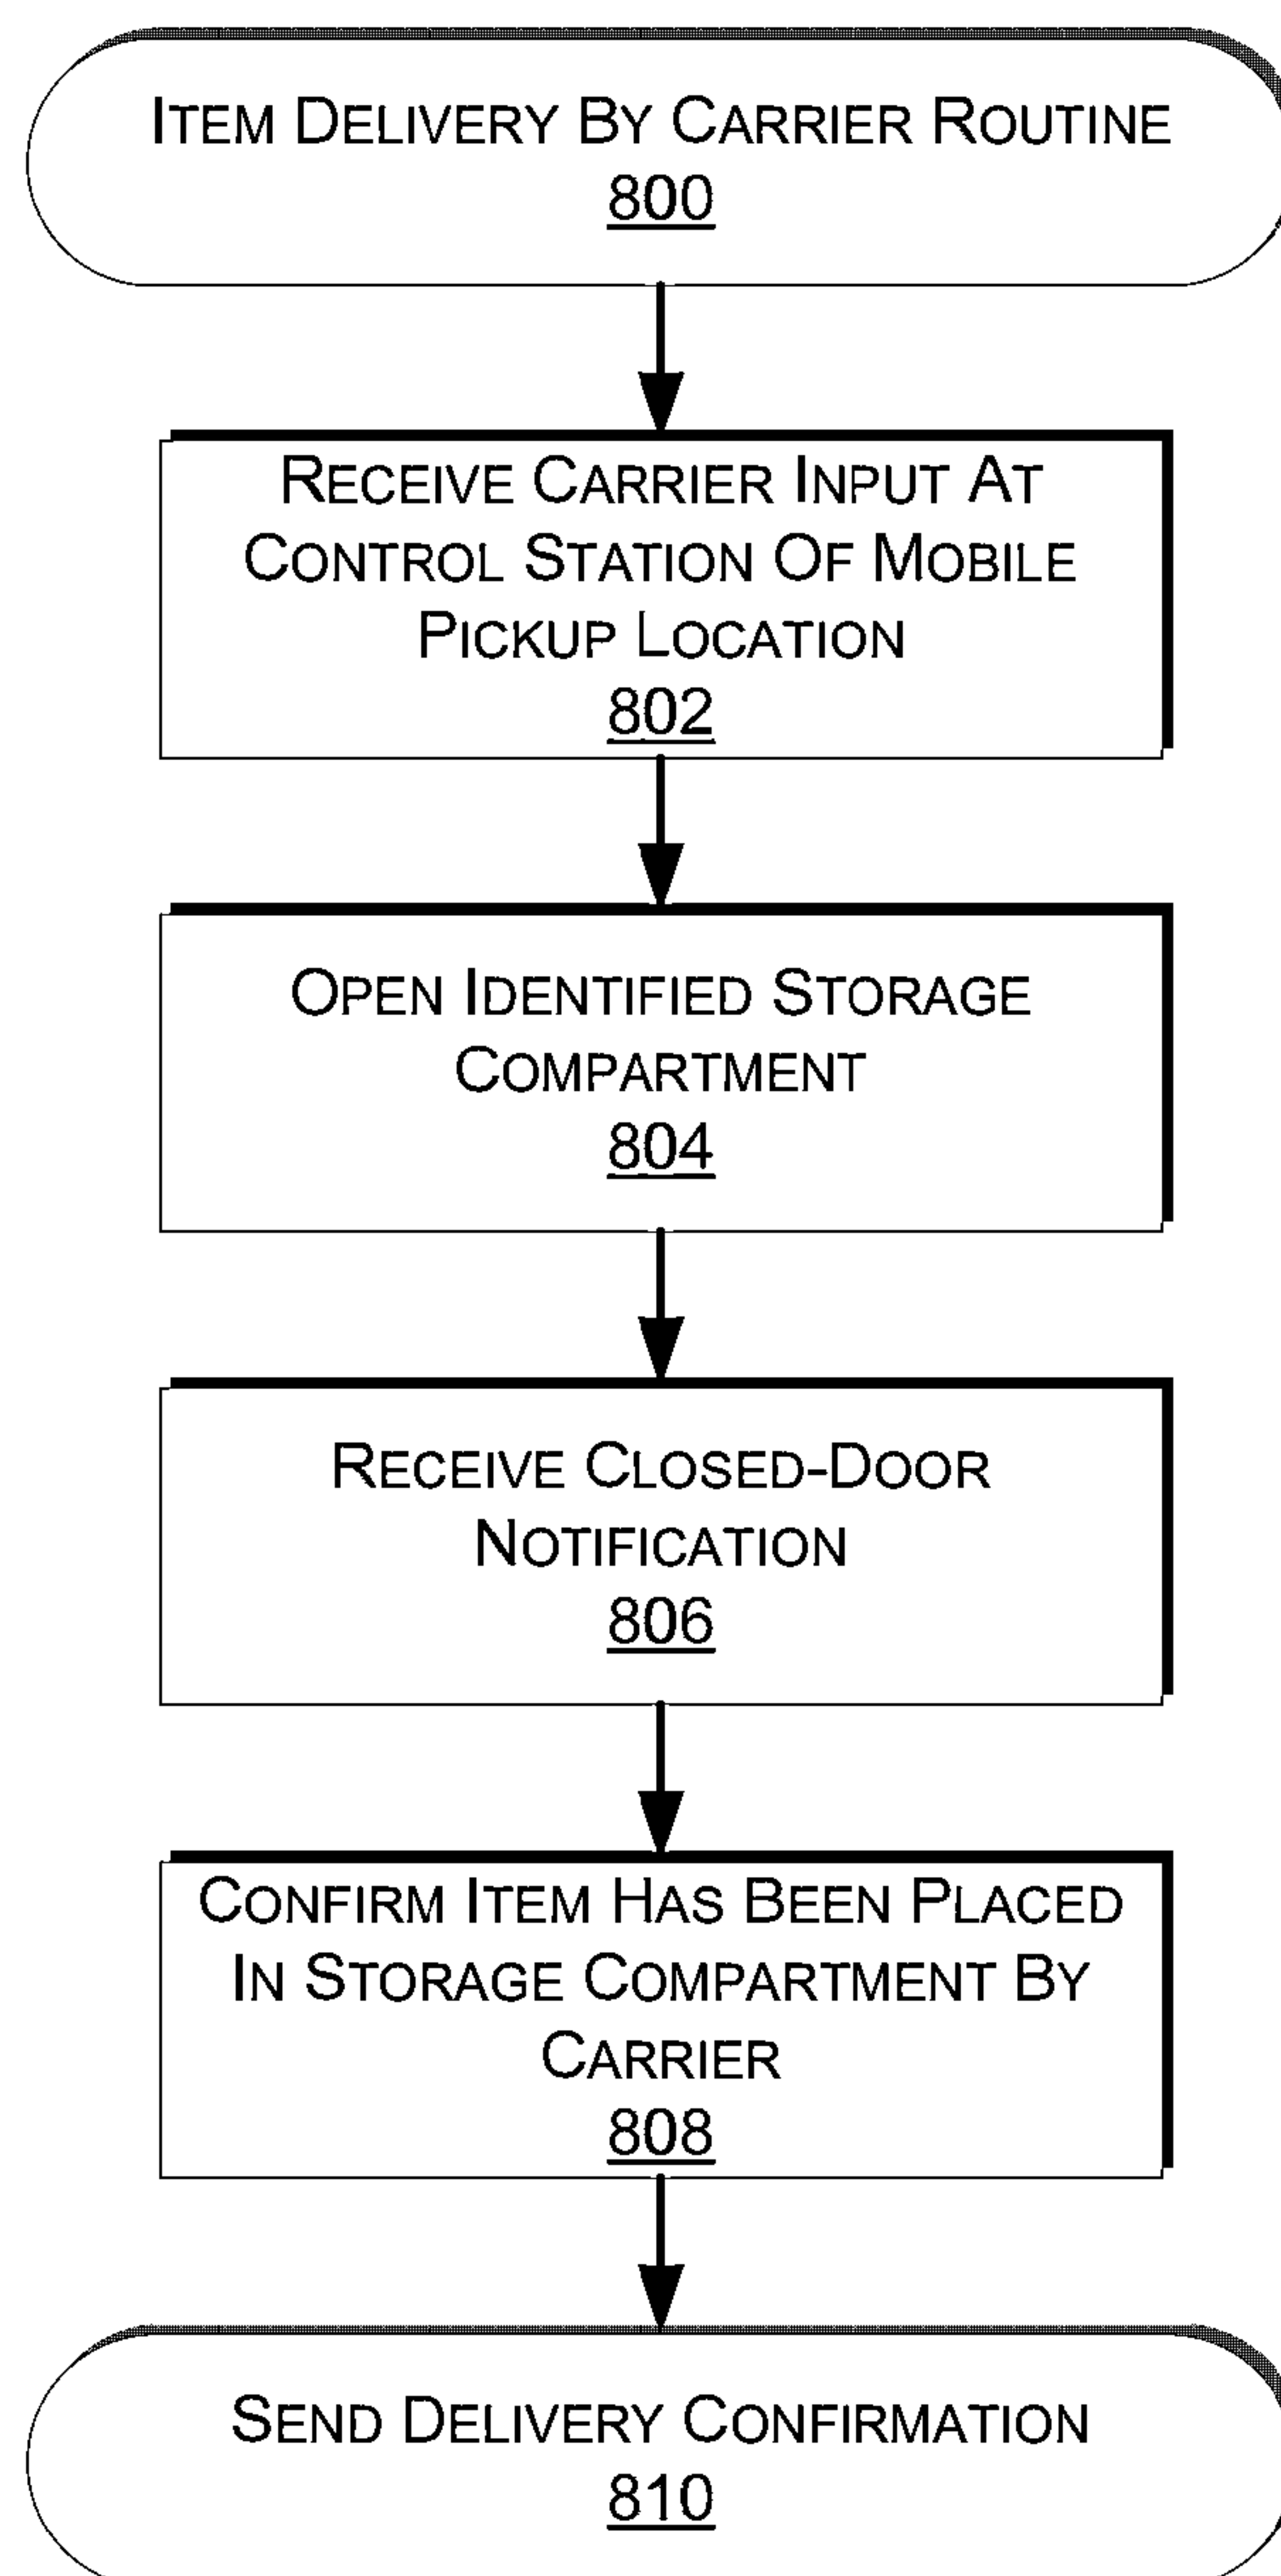 ITEM DELIVERY BY CARRIER ROUTINE
800
RECEIVE CARRIER INPUT AT
CONTROL STATION OF MOBILE
PICKUP LOCATION
802
OPEN IDENTIFIED STORAGE
COMPARTMENT
804
RECEIVE CLOSED-DOOR
NOTIFICATION
806
CONFIRM ITEM HAS BEEN PLACED
IN STORAGE COMPARTMENT BY
CARRIER
808
SEND DELIVERY CONFIRMATION
810